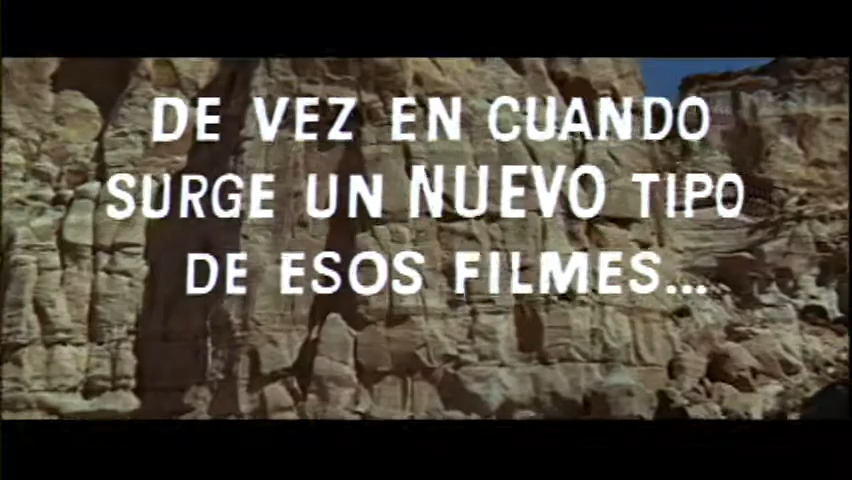 DE VEZ EN CUANDO
SURGE UN NUEVO TIPO
DE ESOS FILMES...